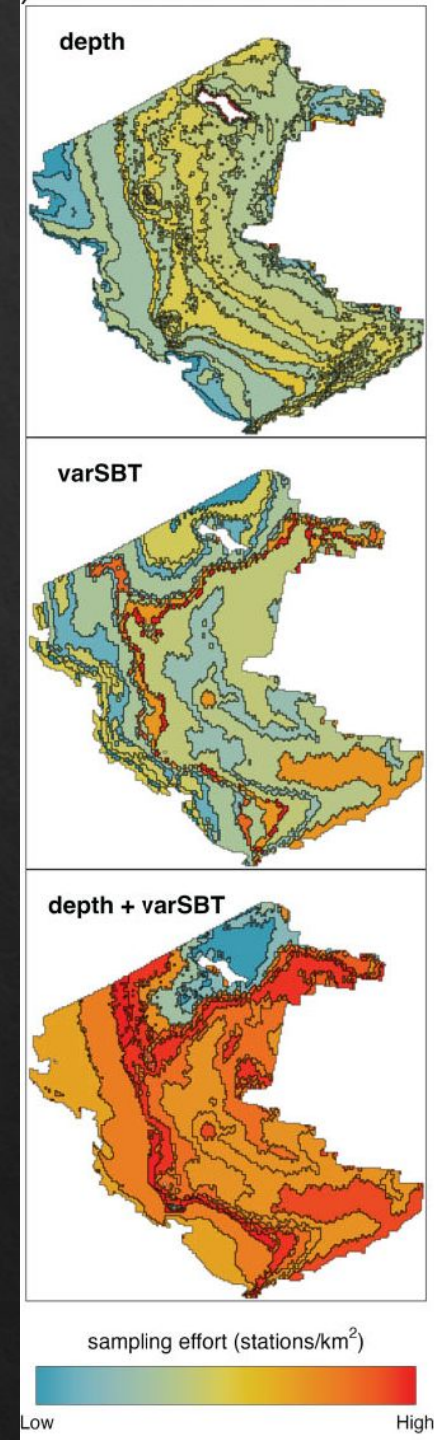 depth
varSBT
depth + varSBT
sampling effort (stations/km²)
Low High